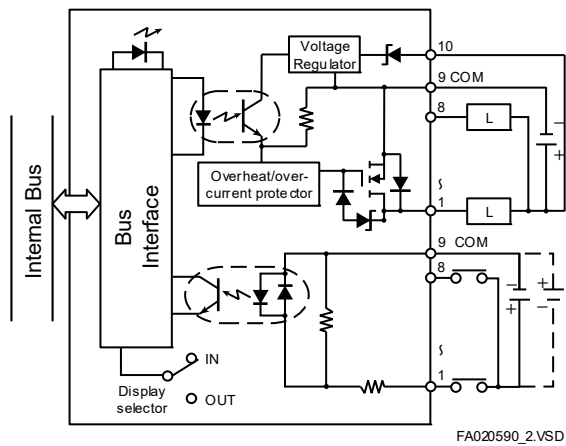 Voltage
Regulator
10
9 COM
8
L
−
+
Overheat/over-
current protector
1
L
Internal Bus
Bus
Interface
9 COM
8
−
+
+
−
1
IN
Display
selector
OUT
FA020590_2.VSD